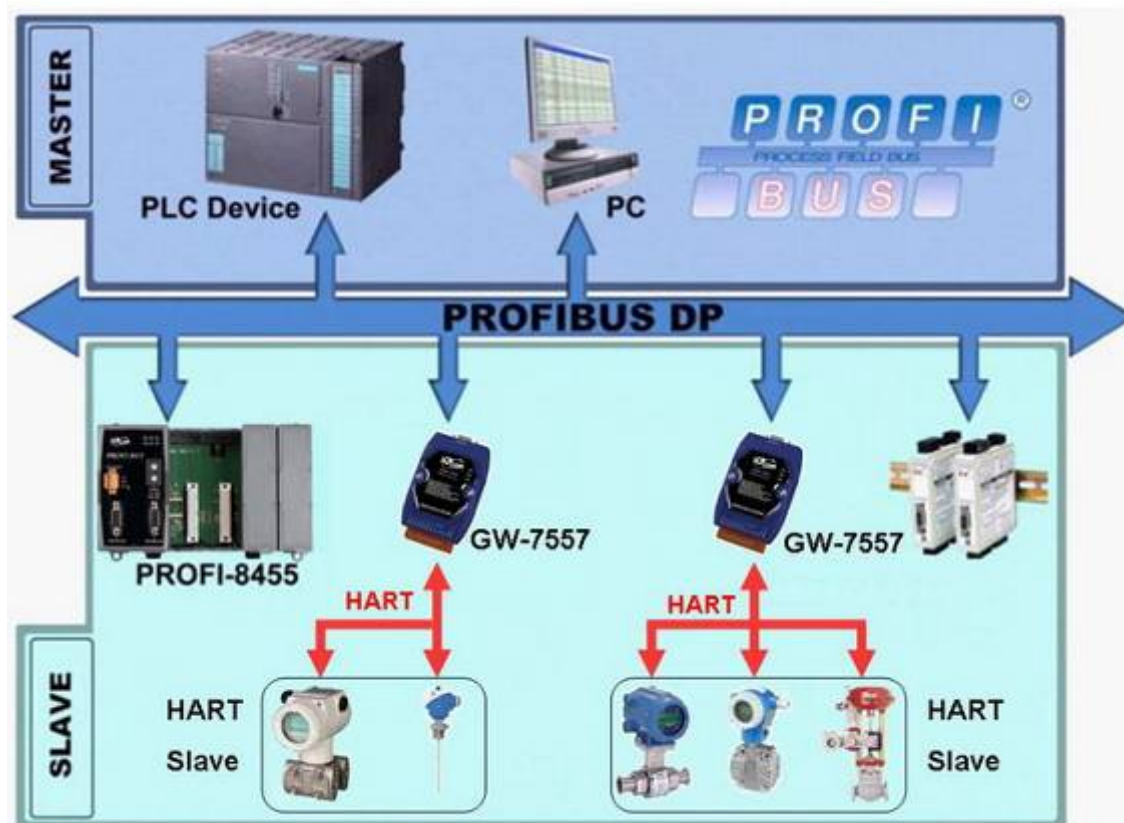 MASTER
PLC Device
PC
PROFI®
PROCESS FIELD BUS
BUS
PROFIBUS DP
PROFI-8455
GW-7557
GW-7557
HART
HART
SLAVE
HART
Slave
HART
Slave